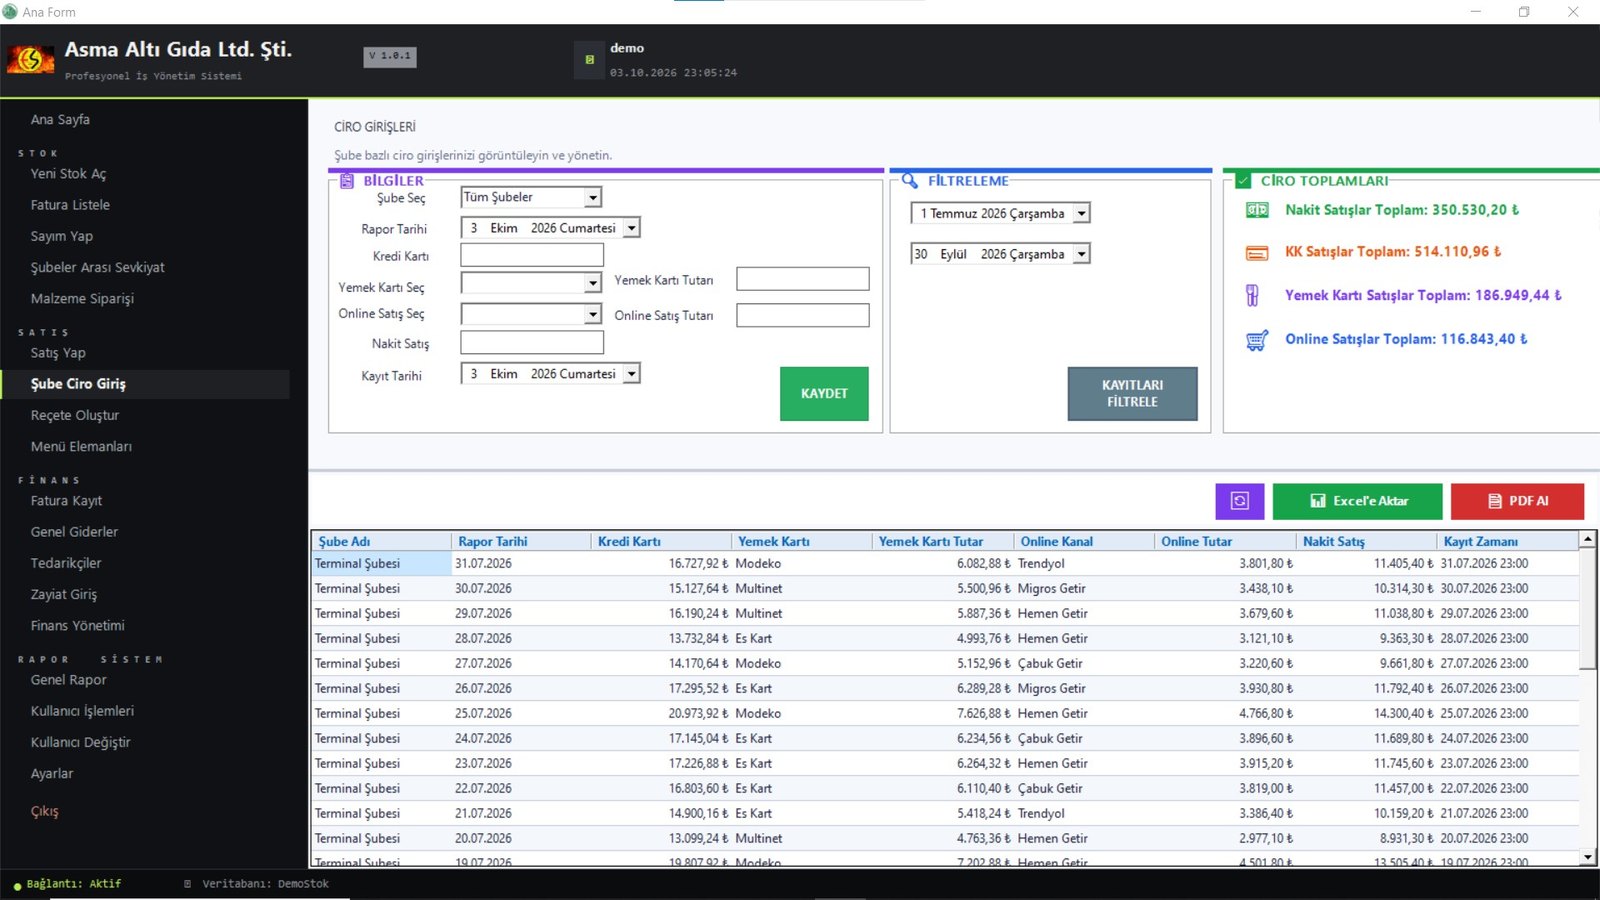 Ana Form
Asma Altı Gıda Ltd. Şti.
Profesyonel İş Yönetim Sistemi
V 1.0.1
demo
03.10.2026 23:05:24
Ana Sayfa
STOK
Yeni Stok Aç
Fatura Listele
Sayım Yap
Şubeler Arası Sevkiyat
Malzeme Siparişi
SATIŞ
Satış Yap
Şube Ciro Giriş
Reçete Oluştur
Menü Elemanları
FİNANS
Fatura Kayıt
Genel Giderler
Tedarikçiler
Zayiat Giriş
Finans Yönetimi
RAPOR SİSTEM
Genel Rapor
Kullanıcı İşlemleri
Kullanıcı Değiştir
Ayarlar
Çıkış
CİRO GİRİŞLERİ
Şube bazlı ciro girişlerinizi görüntüleyin ve yönetin.
BİLGİLER
Şube Seç Tüm Şubeler
Rapor Tarihi 3 Ekim 2026 Cumartesi
Kredi Kartı
Yemek Kartı Seç Yemek Kartı Tutarı
Online Satış Seç Online Satış Tutarı
Nakit Satış
Kayıt Tarihi 3 Ekim 2026 Cumartesi
KAYDET
FİLTRELEME
1 Temmuz 2026 Çarşamba
30 Eylül 2026 Çarşamba
KAYITLARI
FİLTRELE
CİRO TOPLAMLARI
Nakit Satışlar Toplam: 350.530,20 ₺
KK Satışlar Toplam: 514.110,96 ₺
Yemek Kartı Satışlar Toplam: 186.949,44 ₺
Online Satışlar Toplam: 116.843,40 ₺
Excel'e Aktar
PDF Al
Şube Adı Rapor Tarihi Kredi Kartı Yemek Kartı Yemek Kartı Tutar Online Kanal Online Tutar Nakit Satış Kayıt Zamanı
Terminal Şubesi 31.07.2026 16.727,92 ₺ Modeko 6.082,88 ₺ Trendyol 3.801,80 ₺ 11.405,40 ₺ 31.07.2026 23:00
Terminal Şubesi 30.07.2026 15.127,64 ₺ Multinet 5.500,96 ₺ Migros Getir 3.438,10 ₺ 10.314,30 ₺ 30.07.2026 23:00
Terminal Şubesi 29.07.2026 16.190,24 ₺ Multinet 5.887,36 ₺ Hemen Getir 3.679,60 ₺ 11.038,80 ₺ 29.07.2026 23:00
Terminal Şubesi 28.07.2026 13.732,84 ₺ Es Kart 4.993,76 ₺ Hemen Getir 3.121,10 ₺ 9.363,30 ₺ 28.07.2026 23:00
Terminal Şubesi 27.07.2026 14.170,64 ₺ Modeko 5.152,96 ₺ Çabuk Getir 3.220,60 ₺ 9.661,80 ₺ 27.07.2026 23:00
Terminal Şubesi 26.07.2026 17.295,52 ₺ Es Kart 6.289,28 ₺ Migros Getir 3.930,80 ₺ 11.792,40 ₺ 26.07.2026 23:00
Terminal Şubesi 25.07.2026 20.973,92 ₺ Modeko 7.626,88 ₺ Hemen Getir 4.766,80 ₺ 14.300,40 ₺ 25.07.2026 23:00
Terminal Şubesi 24.07.2026 17.145,04 ₺ Es Kart 6.234,56 ₺ Çabuk Getir 3.896,60 ₺ 11.689,80 ₺ 24.07.2026 23:00
Terminal Şubesi 23.07.2026 17.226,88 ₺ Es Kart 6.264,32 ₺ Hemen Getir 3.915,20 ₺ 11.745,60 ₺ 23.07.2026 23:00
Terminal Şubesi 22.07.2026 16.803,60 ₺ Es Kart 6.110,40 ₺ Çabuk Getir 3.819,00 ₺ 11.457,00 ₺ 22.07.2026 23:00
Terminal Şubesi 21.07.2026 14.900,16 ₺ Es Kart 5.418,24 ₺ Trendyol 3.386,40 ₺ 10.159,20 ₺ 21.07.2026 23:00
Terminal Şubesi 20.07.2026 13.099,24 ₺ Multinet 4.763,36 ₺ Hemen Getir 2.977,10 ₺ 8.931,30 ₺ 20.07.2026 23:00
Terminal Şubesi 19.07.2026 19.807,92 ₺ Modeko 7.202,88 ₺ Hemen Getir 4.501,80 ₺ 13.505,40 ₺ 19.07.2026 23:00
Bağlantı: Aktif
Veritabanı: DemoStok